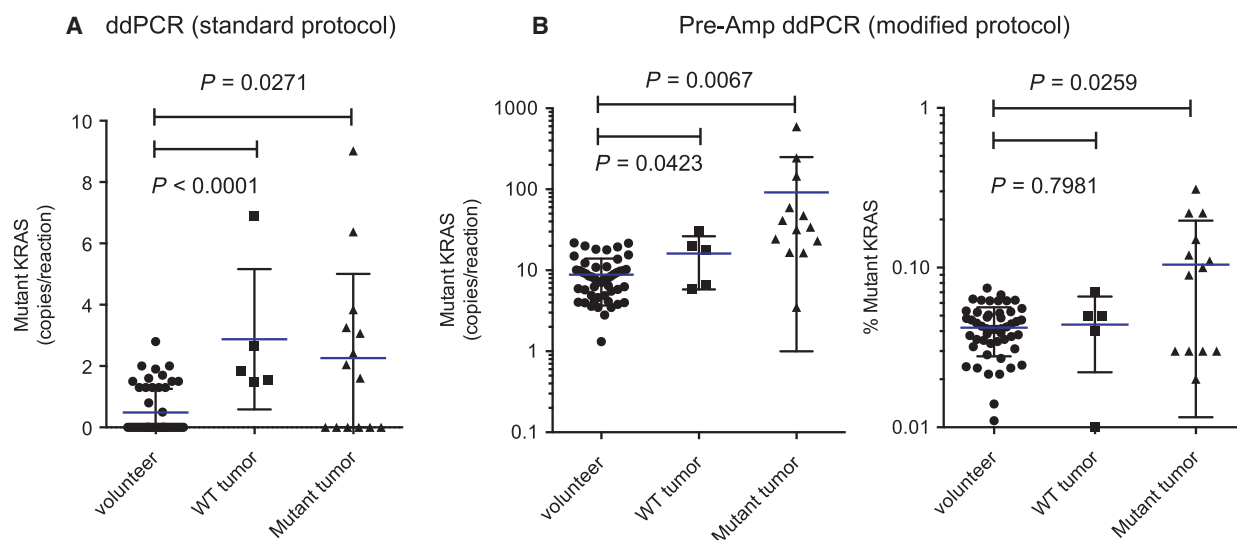 A ddPCR (standard protocol)
P = 0.0271
P < 0.0001
10
8
6
4
2
0
Mutant KRAS
(copies/reaction)
volunteer
WT tumor
Mutant tumor
B Pre-Amp ddPCR (modified protocol)
P = 0.0067
P = 0.0423
1000
100
10
1
0.1
Mutant KRAS
(copies/reaction)
volunteer
WT tumor
Mutant tumor
P = 0.0259
P = 0.7981
1
0.10
0.01
% Mutant KRAS
volunteer
WT tumor
Mutant tumor